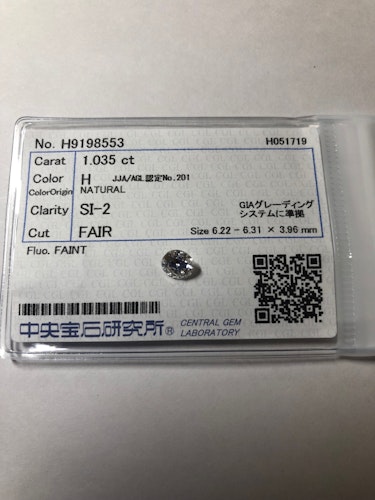 No. H9198553 H051719
Carat 1.035 ct
Color H JJA/AGL認定No.201
ColorOrigin NATURAL
Clarity SI-2 GIAグレーディング
システムに準拠
Cut FAIR Size 6.22 - 6.31 × 3.96 mm
Fluo. FAINT
中央宝石研究所® CENTRAL GEM
LABORATORY